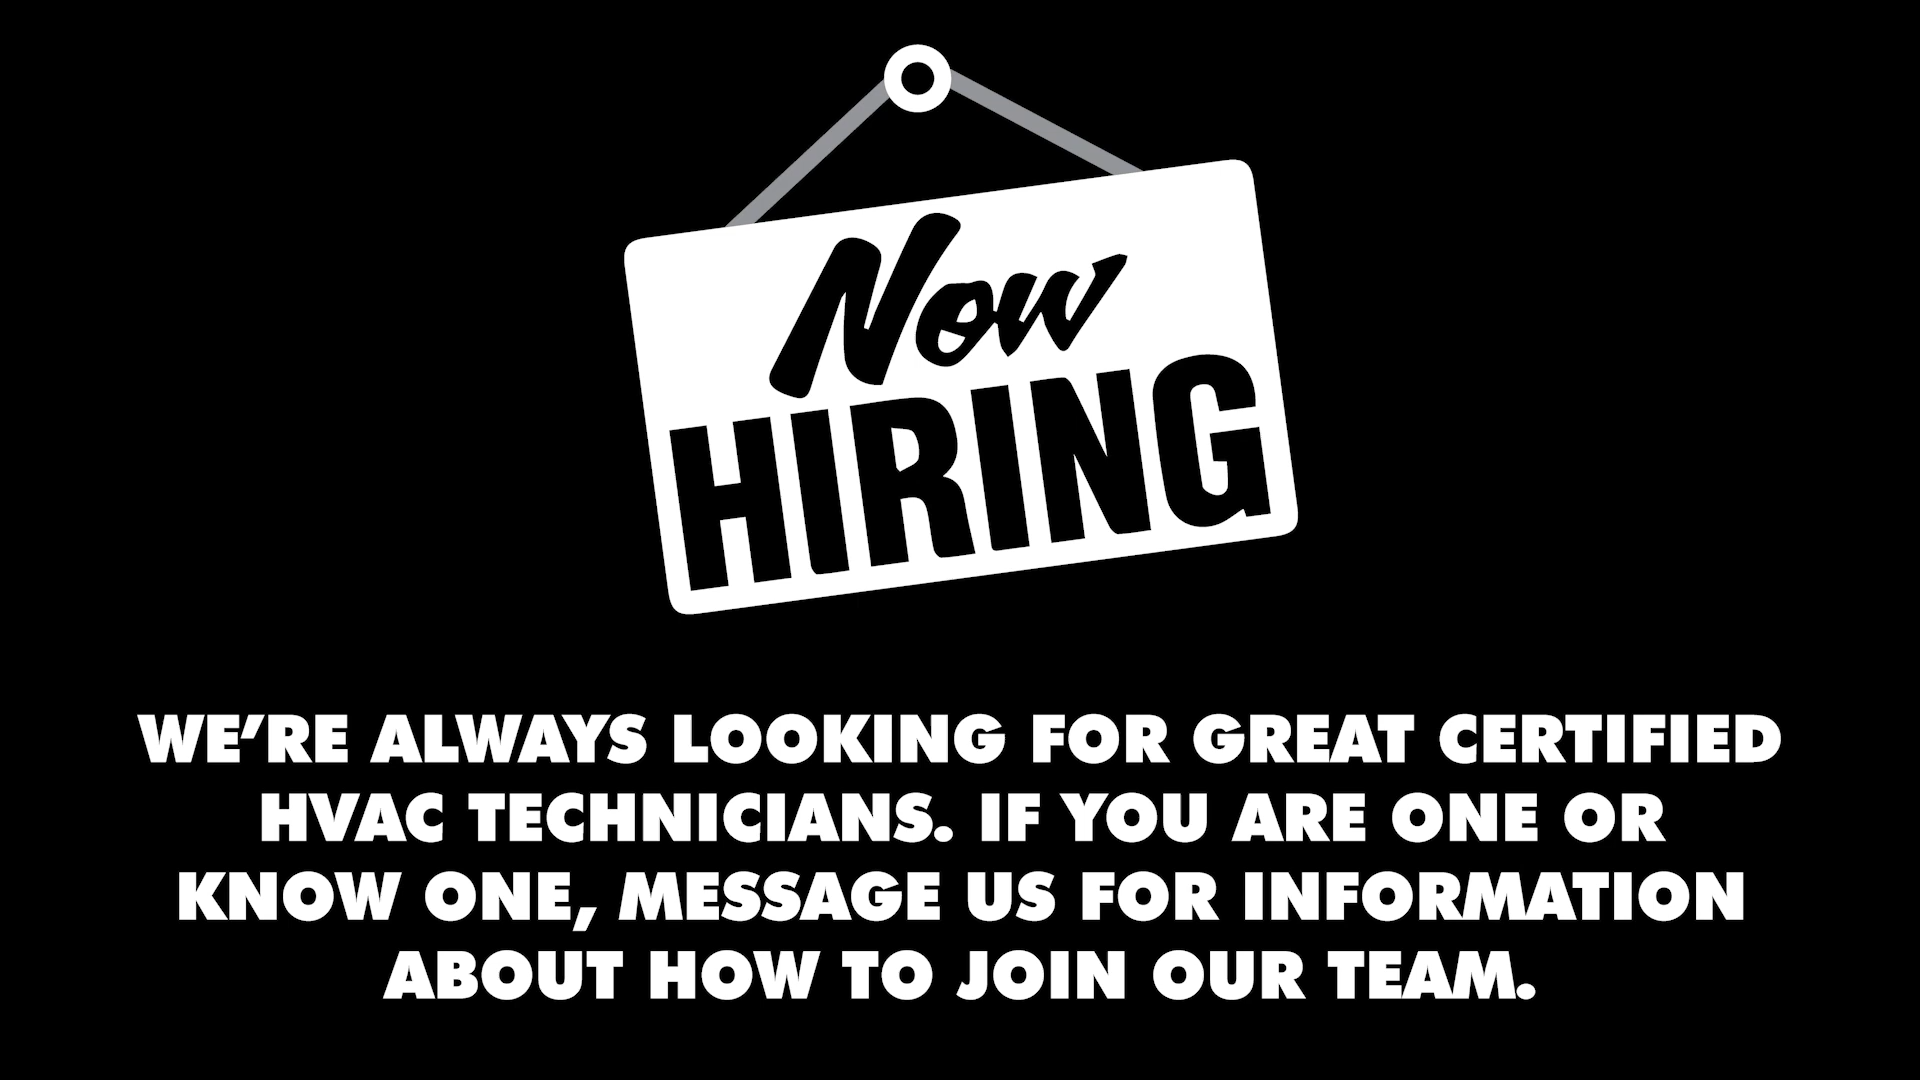 Now
HIRING
WE’RE ALWAYS LOOKING FOR GREAT CERTIFIED
HVAC TECHNICIANS. IF YOU ARE ONE OR
KNOW ONE, MESSAGE US FOR INFORMATION
ABOUT HOW TO JOIN OUR TEAM.